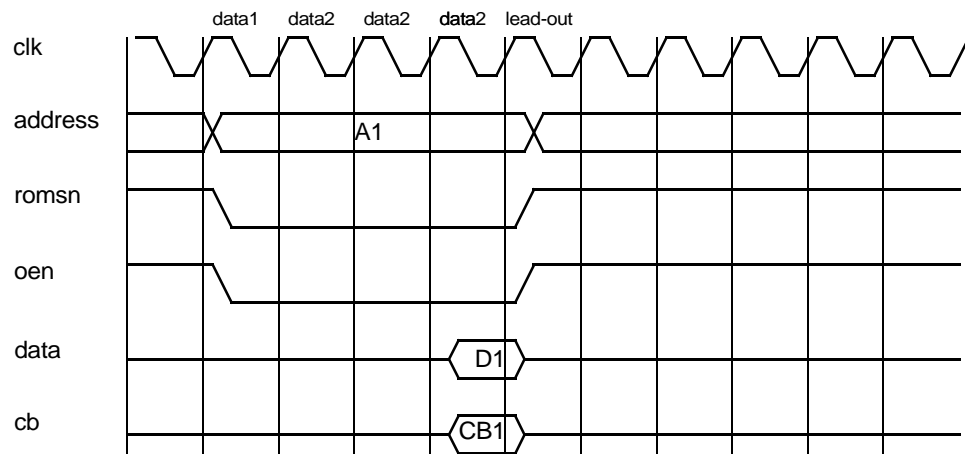 data1 data2 data2 data2 lead-out
clk
address
A1
romsn
oen
data
D1
cb
CB1